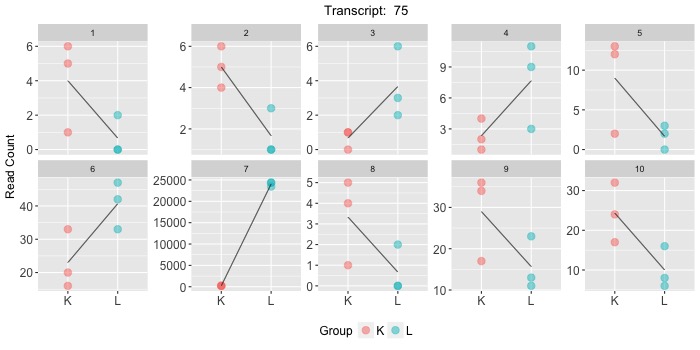 Transcript: 75
1 2 3 4 5
6 4 2 0
6 4 2
6 4 2 0
9 6 3
10 5 0
Read Count
6 7 8 9 10
40 30 20
25000 20000 15000 10000 5000 0
5 4 3 2 1 0
30 20 10
30 20 10
K L K L K L K L K L
Group K L